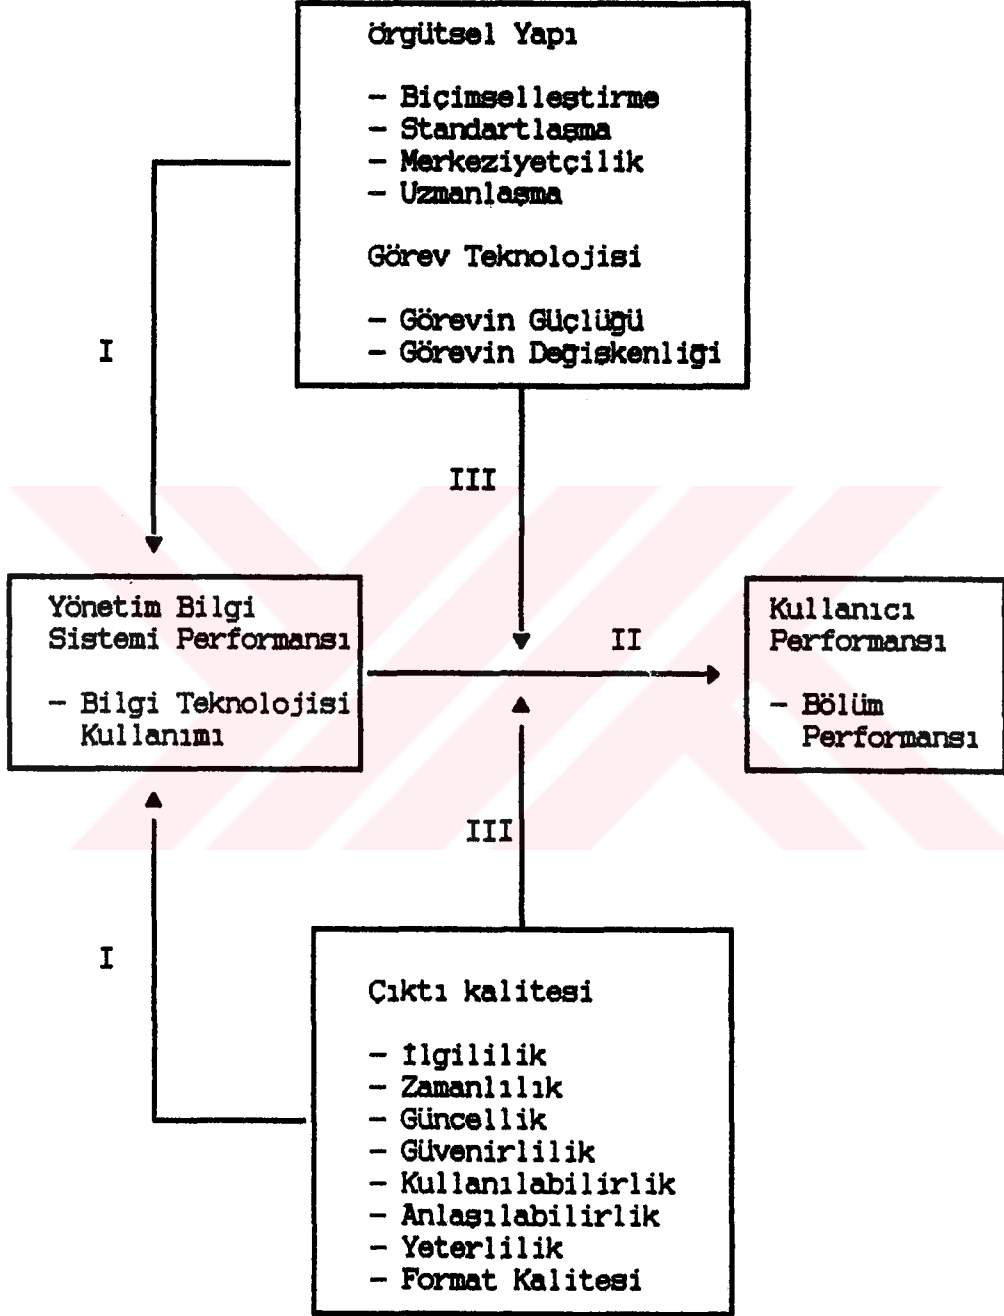 Örgütsel Yapı
- Biçimselleştirme
- Standartlaşma
- Merkeziyetçilik
- Uzmanlaşma
Görev Teknolojisi
- Görevin Güçlüğü
- Görevin Değişkenliği
I
III
Yönetim Bilgi
Sistemi Performansı
- Bilgi Teknolojisi
Kullanımı
II
Kullanıcı
Performansı
- Bölüm
Performansı
III
I
Çıktı kalitesi
- İlgililik
- Zamanlılık
- Güncellik
- Güvenirlilik
- Kullanılabilirlik
- Anlaşılabilirlik
- Yeterlilik
- Format Kalitesi